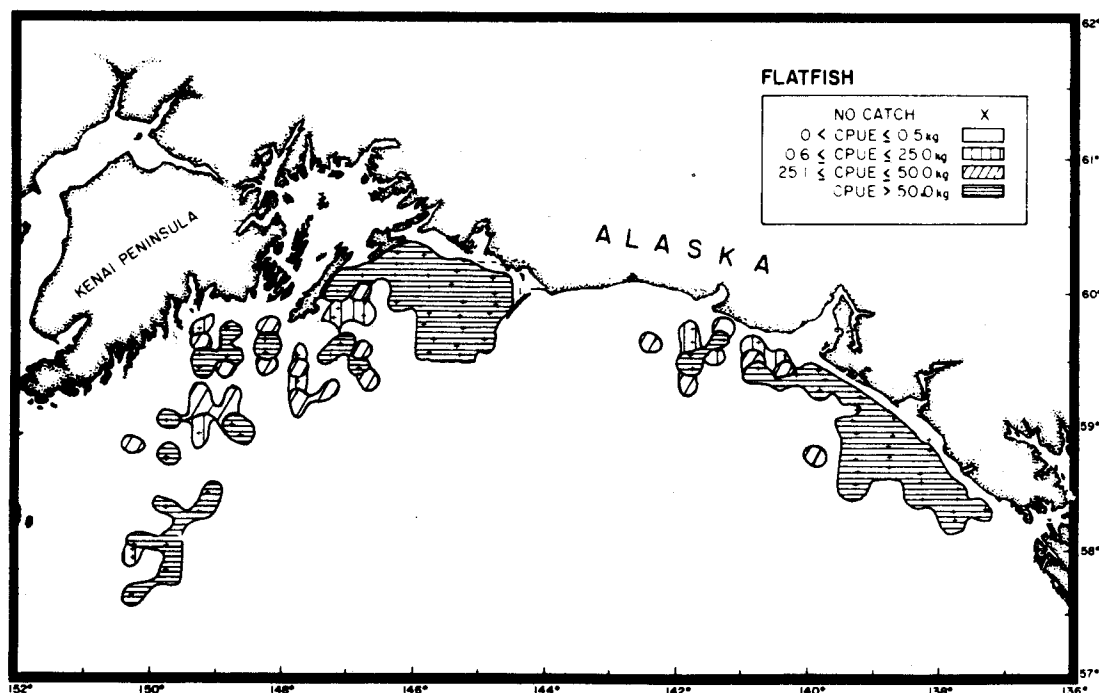 62°
FLATFISH
NO CATCH X
0 < CPUE ≤ 0.5 kg
0.6 ≤ CPUE ≤ 25.0 kg
25.1 ≤ CPUE ≤ 50.0 kg
CPUE > 50.0 kg
61°
KENAI PENINSULA
ALASKA
60°
59°
58°
57°
152° 150° 148° 146° 144° 142° 140° 138° 136°